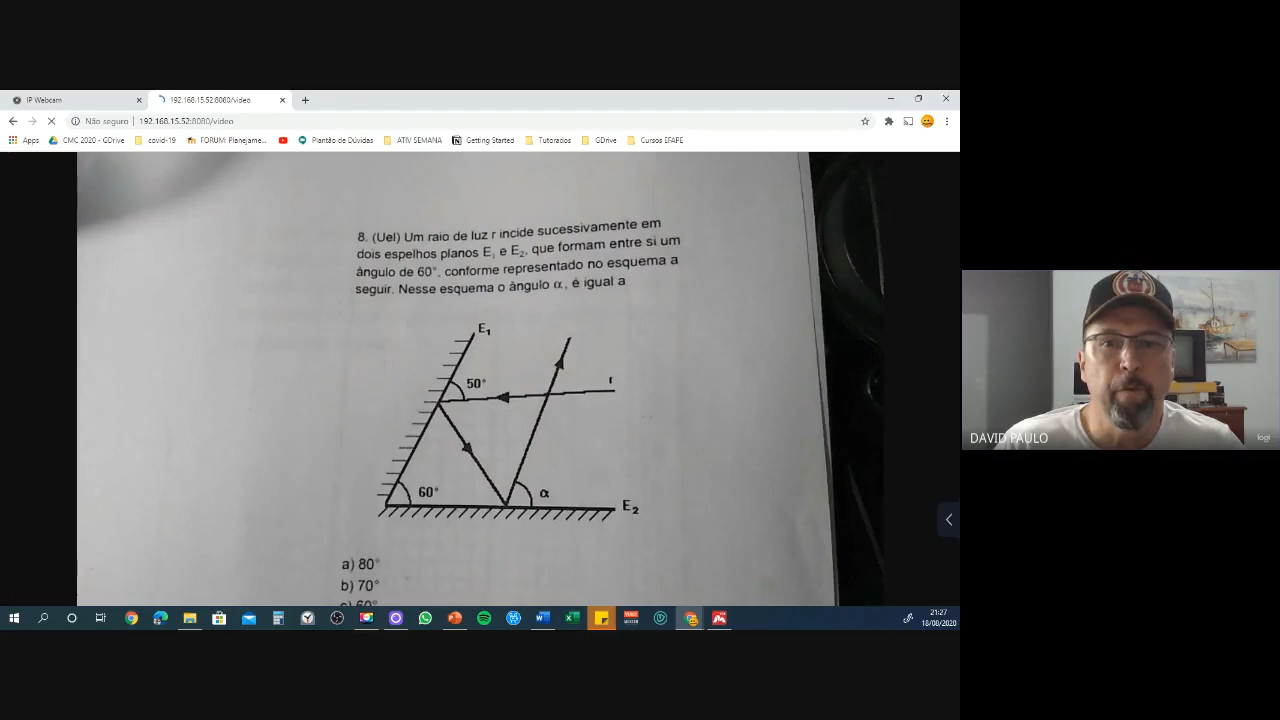 IP Webcam
192.168.15.52:8080/video
Não seguro
192.168.15.52:8080/video
Apps
CMC 2020 - GDrive
covid-19
FORUM: Planejame...
Plantão de Dúvidas
ATIV SEMANA
Getting Started
Tutorados
GDrive
Cursos EFAPE
8. (Uel) Um raio de luz r incide sucessivamente em
dois espelhos planos E₁ e E₂, que formam entre si um
ângulo de 60°, conforme representado no esquema a
seguir. Nesse esquema o ângulo α, é igual a
E₁
50°
r
60°
α
E₂
a) 80°
b) 70°
c) 60°
DAVID PAULO
logi
21:27
18/08/2020